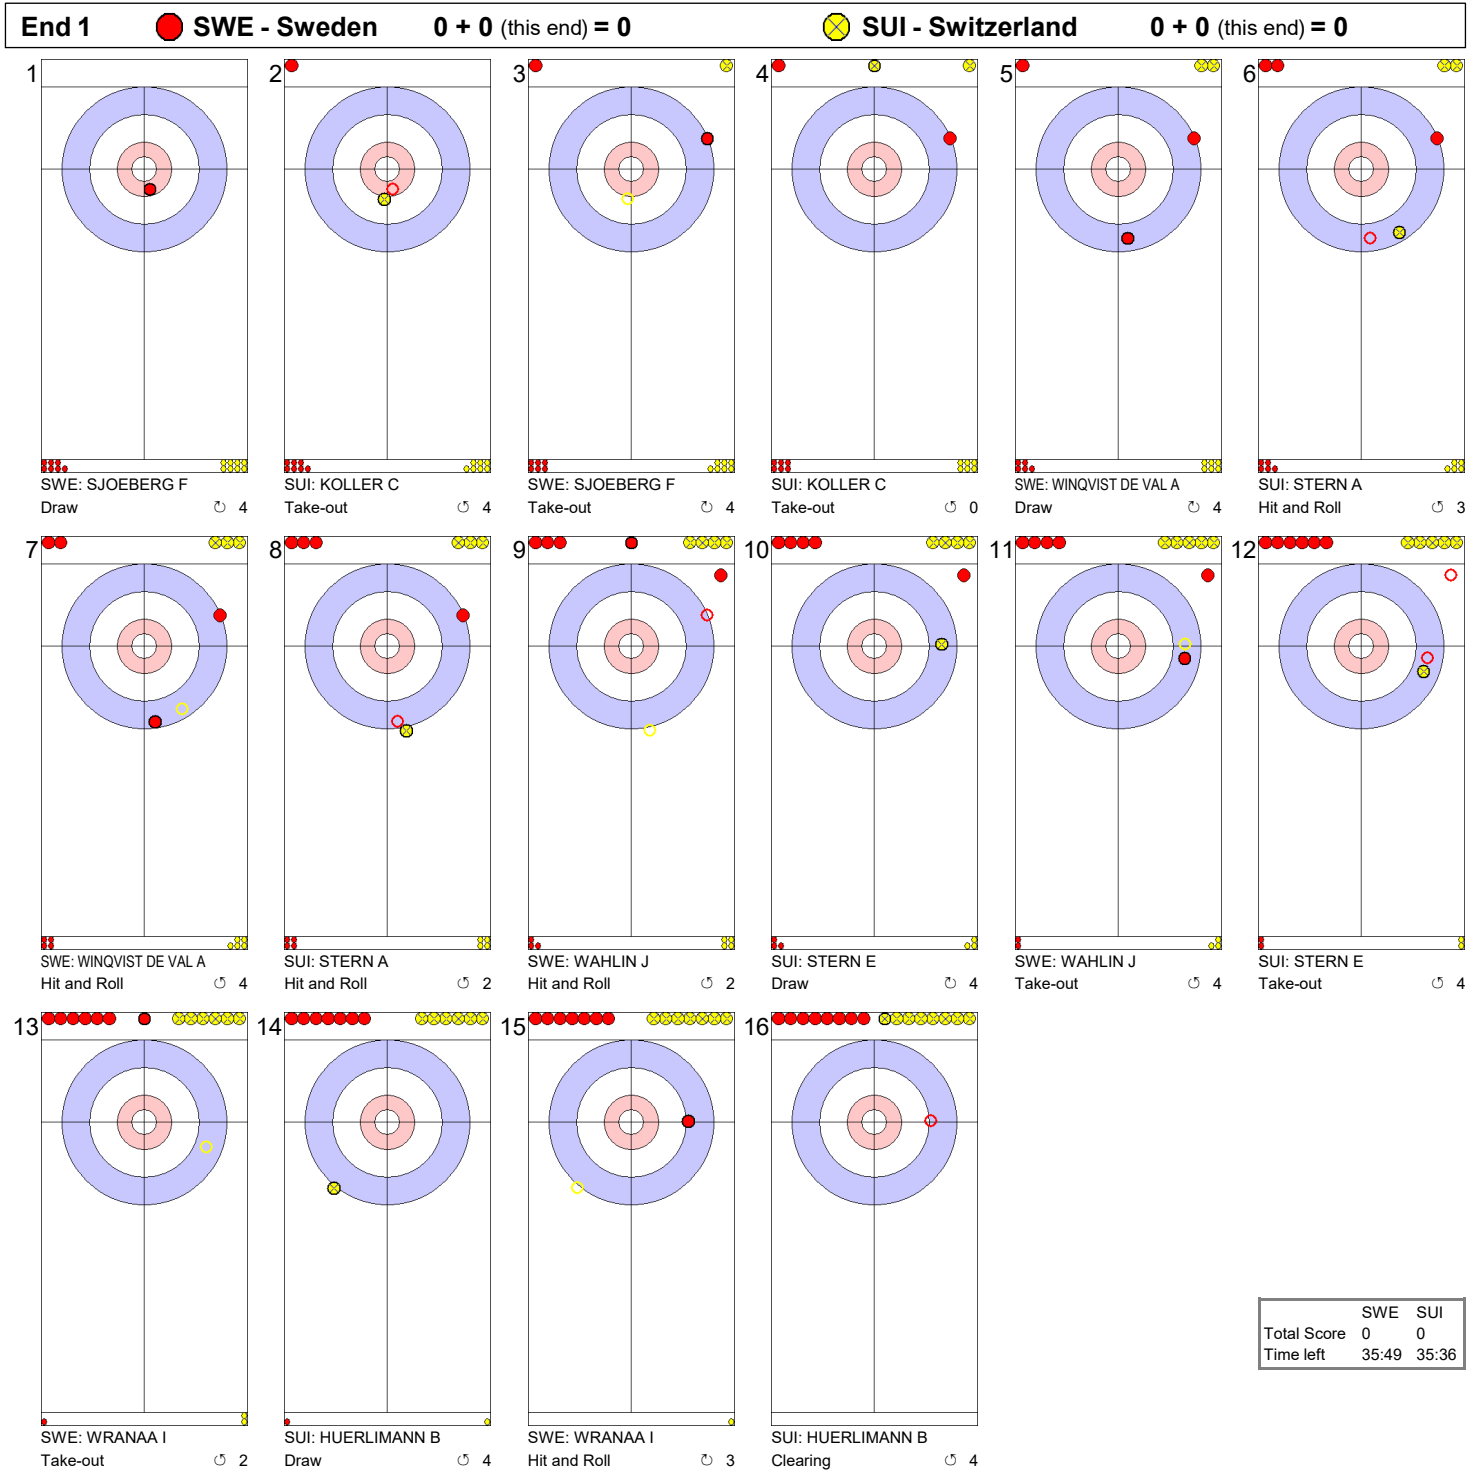 End 1 SWE - Sweden 0 + 0 (this end) = 0 SUI - Switzerland 0 + 0 (this end) = 0
1 2 3 4 5 6
SWE: SJOEBERG F SUI: KOLLER C SWE: SJOEBERG F SUI: KOLLER C SWE: WINQVIST DE VAL A SUI: STERN A
Draw ↻ 4 Take-out ↺ 4 Take-out ↻ 4 Take-out ↺ 0 Draw ↻ 4 Hit and Roll ↺ 3
7 8 9 10 11 12
SWE: WINQVIST DE VAL A SUI: STERN A SWE: WAHLIN J SUI: STERN E SWE: WAHLIN J SUI: STERN E
Hit and Roll ↺ 4 Hit and Roll ↺ 2 Hit and Roll ↺ 2 Draw ↻ 4 Take-out ↺ 4 Take-out ↺ 4
13 14 15 16
SWE: WRANAA I SUI: HUERLIMANN B SWE: WRANAA I SUI: HUERLIMANN B
Take-out ↺ 2 Draw ↺ 4 Hit and Roll ↻ 3 Clearing ↺ 4
SWE SUI
Total Score 0 0
Time left 35:49 35:36